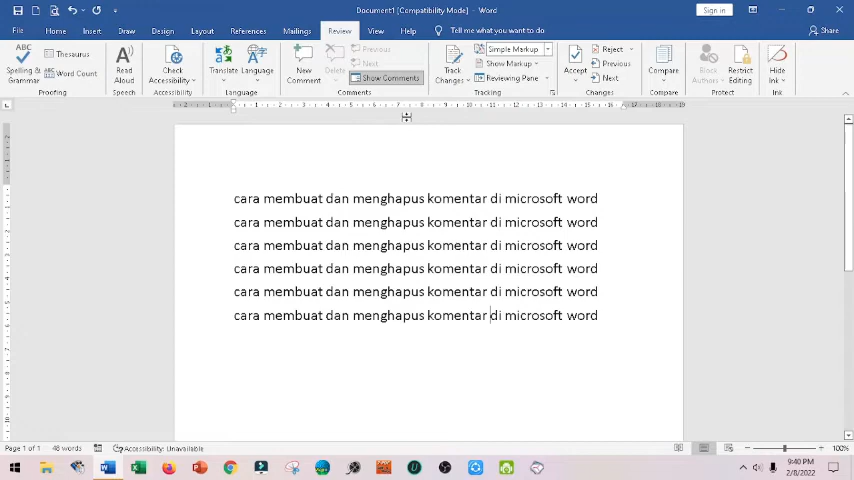 Document1 [Compatibility Mode] - Word
Sign in
File Home Insert Draw Design Layout References Mailings Review View Help Tell me what you want to do Share
Spelling & Grammar
Thesaurus
Word Count
Proofing
Read Aloud
Speech
Check Accessibility
Accessibility
Translate
Language
Language
New Comment
Delete
Previous
Next
Show Comments
Comments
Track Changes
Simple Markup
Show Markup
Reviewing Pane
Tracking
Accept
Reject
Previous
Next
Changes
Compare
Compare
Block Authors
Restrict Editing
Protect
Hide Ink
Ink
cara membuat dan menghapus komentar di microsoft word
cara membuat dan menghapus komentar di microsoft word
cara membuat dan menghapus komentar di microsoft word
cara membuat dan menghapus komentar di microsoft word
cara membuat dan menghapus komentar di microsoft word
cara membuat dan menghapus komentar di microsoft word
Page 1 of 1 48 words Accessibility: Unavailable 100%
9:40 PM
2/8/2022